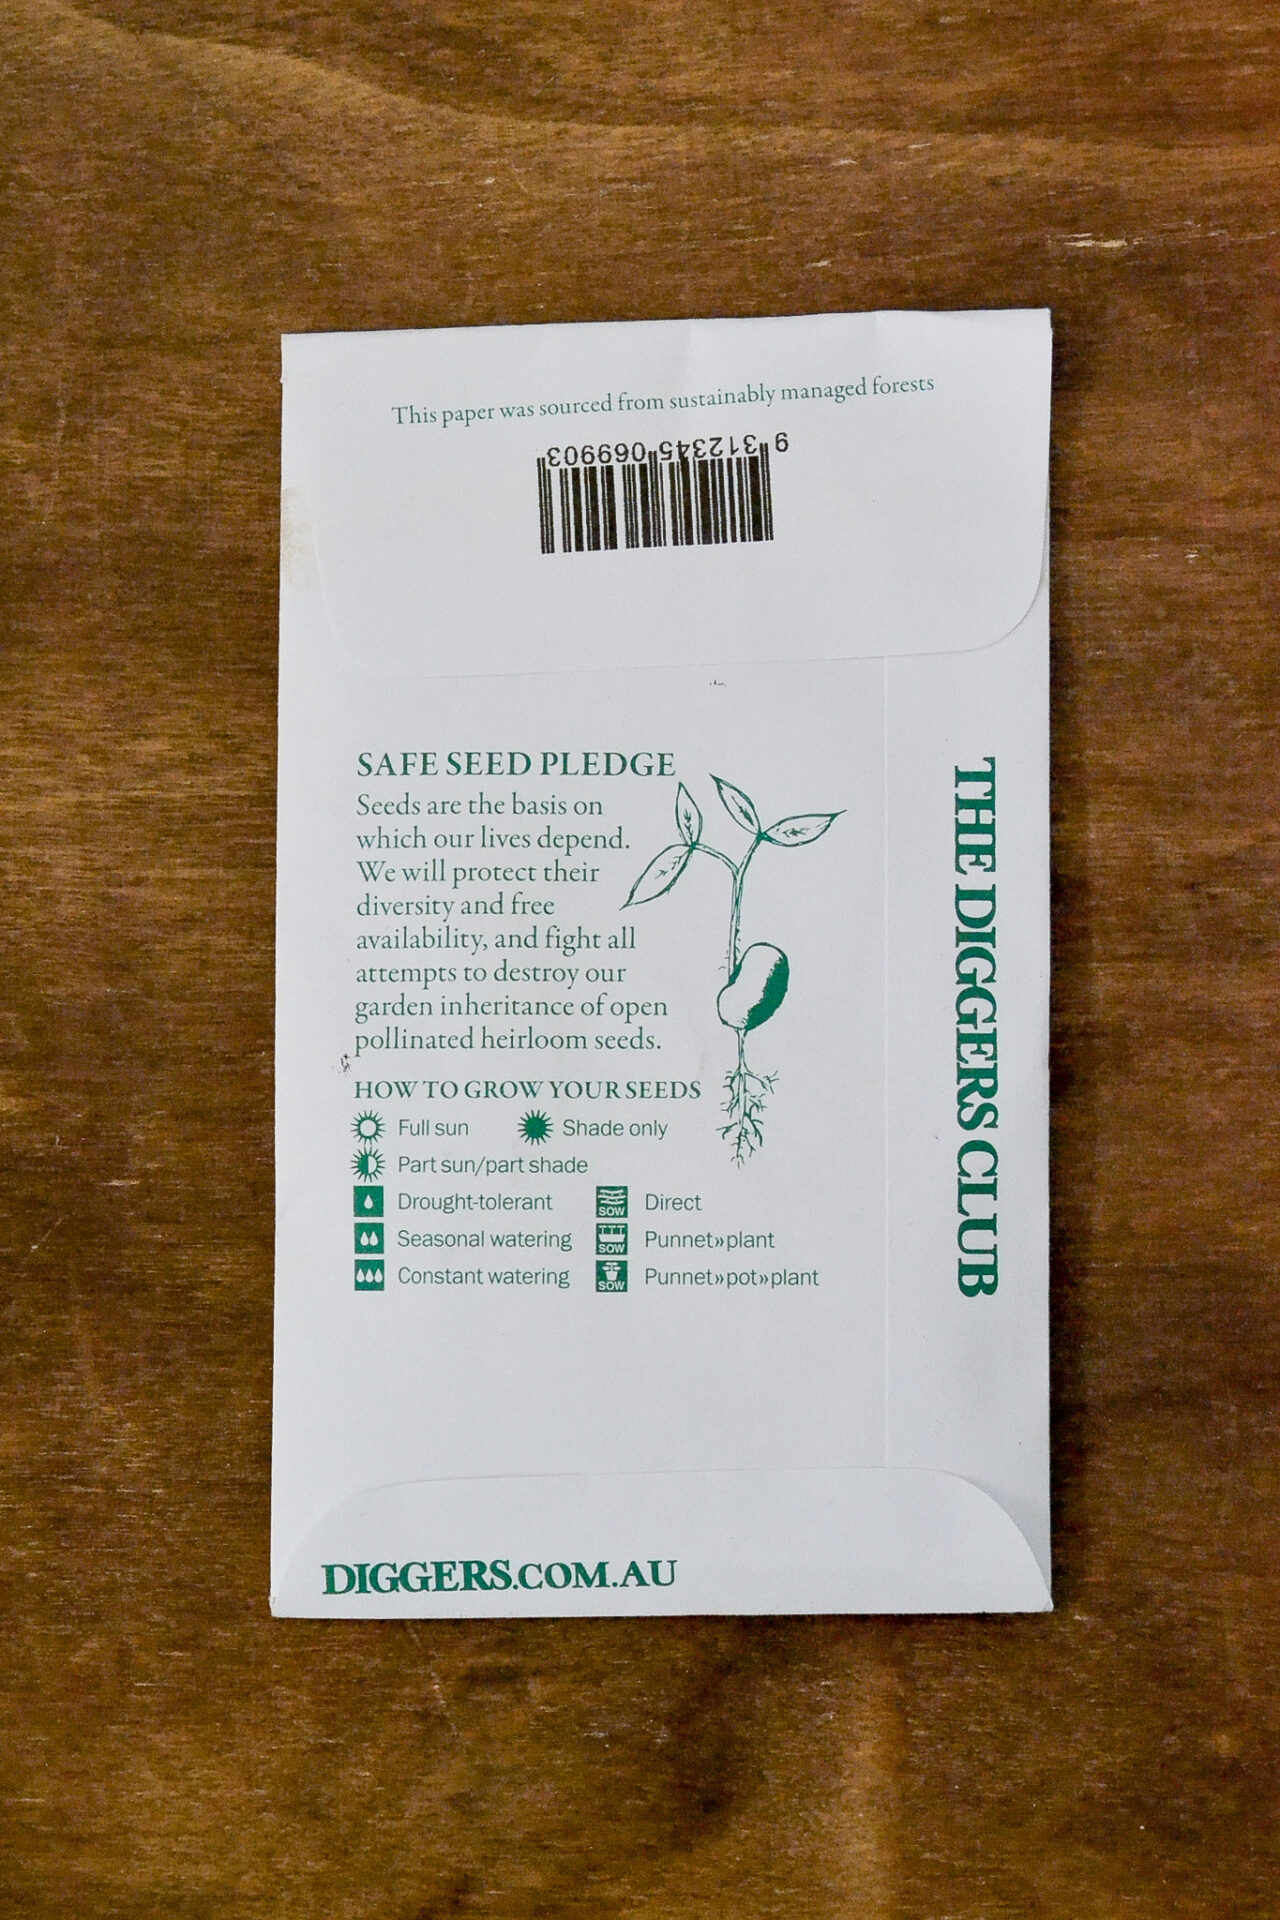 This paper was sourced from sustainably managed forests
9 312345 069903
SAFE SEED PLEDGE
Seeds are the basis on
which our lives depend.
We will protect their
diversity and free
availability, and fight all
attempts to destroy our
garden inheritance of open
pollinated heirloom seeds.
HOW TO GROW YOUR SEEDS
Full sun Shade only
Part sun/part shade
Drought-tolerant SOW Direct
Seasonal watering SOW Punnet»plant
Constant watering SOW Punnet»pot»plant
THE DIGGERS CLUB
DIGGERS.COM.AU